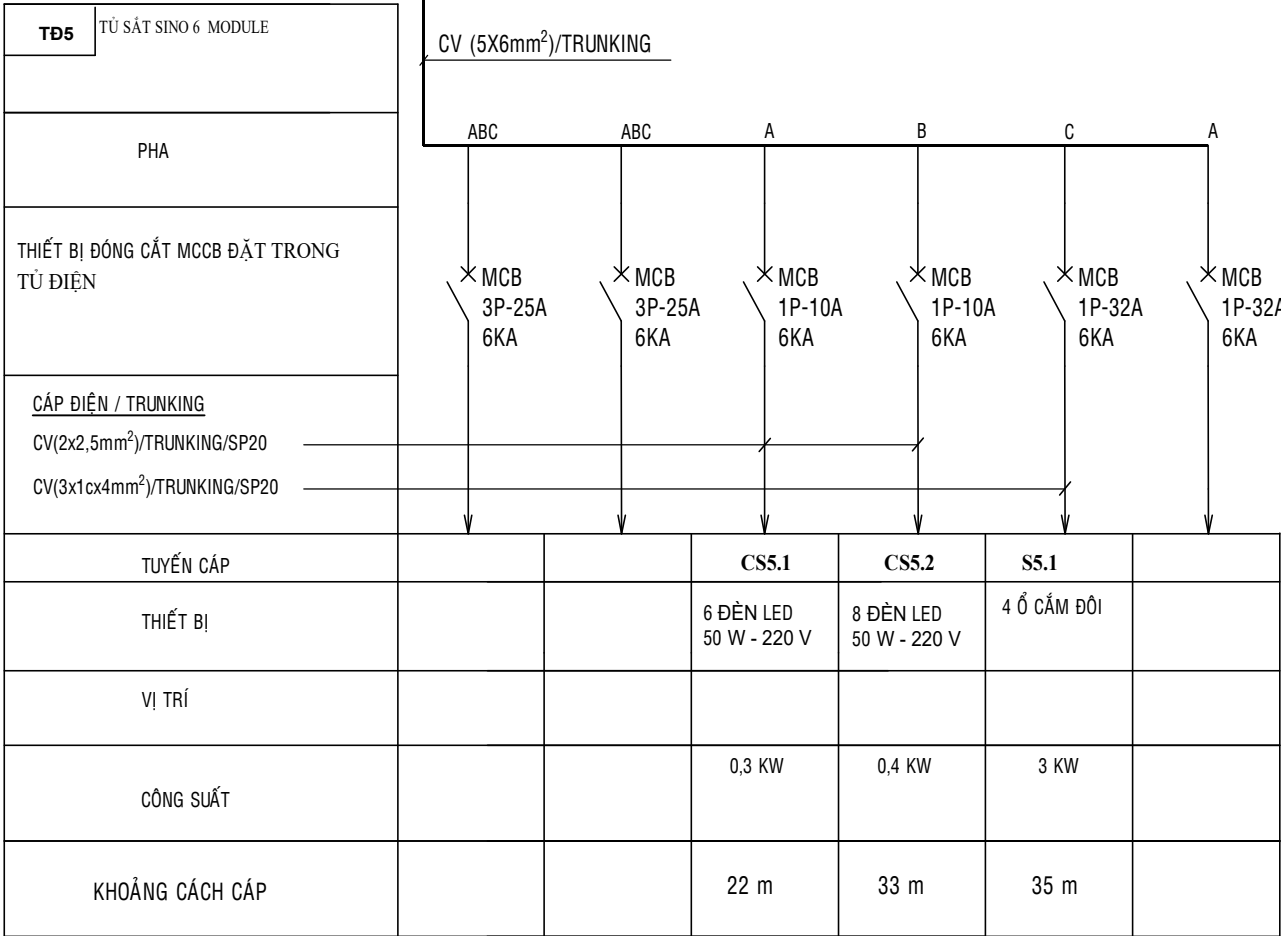 TĐ5
TỦ SẮT SINO 6 MODULE
CV (5X6mm²)/TRUNKING
PHA
ABC
ABC
A
B
C
A
THIẾT BỊ ĐÓNG CẮT MCCB ĐẶT TRONG
TỦ ĐIỆN
MCB
3P-25A
6KA
MCB
3P-25A
6KA
MCB
1P-10A
6KA
MCB
1P-10A
6KA
MCB
1P-32A
6KA
MCB
1P-32A
6KA
CÁP ĐIỆN / TRUNKING
CV(2x2,5mm²)/TRUNKING/SP20
CV(3x1cx4mm²)/TRUNKING/SP20
TUYẾN CÁP
CS5.1
CS5.2
S5.1
THIẾT BỊ
6 ĐÈN LED
50 W - 220 V
8 ĐÈN LED
50 W - 220 V
4 Ổ CẮM ĐÔI
VỊ TRÍ
CÔNG SUẤT
0,3 KW
0,4 KW
3 KW
KHOẢNG CÁCH CÁP
22 m
33 m
35 m